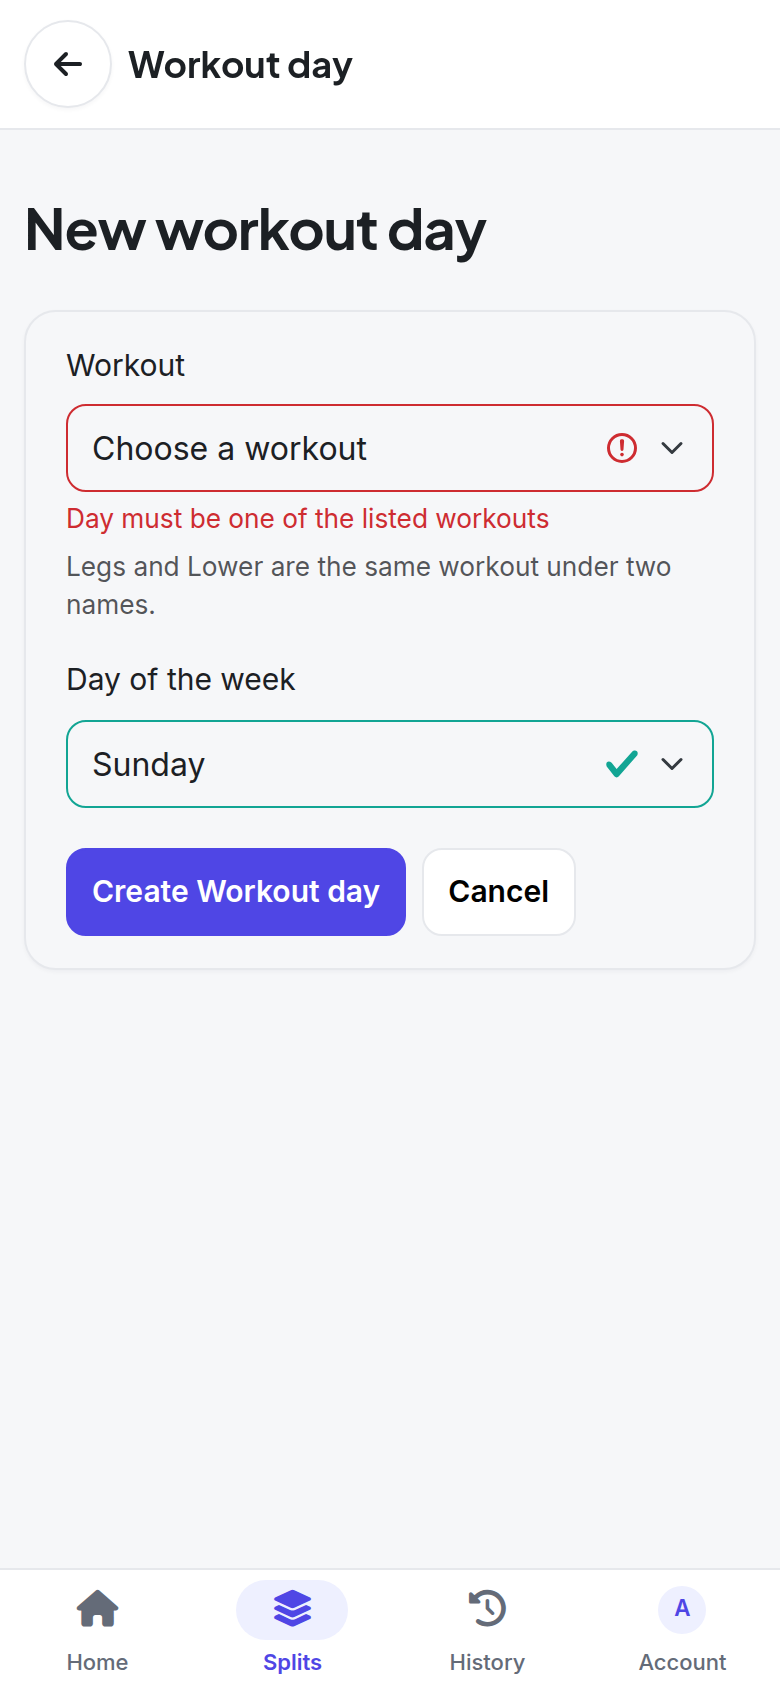 Workout day
New workout day
Workout
Choose a workout
Day must be one of the listed workouts
Legs and Lower are the same workout under two
names.
Day of the week
Sunday
Create Workout day
Cancel
Home
Splits
History
A
Account